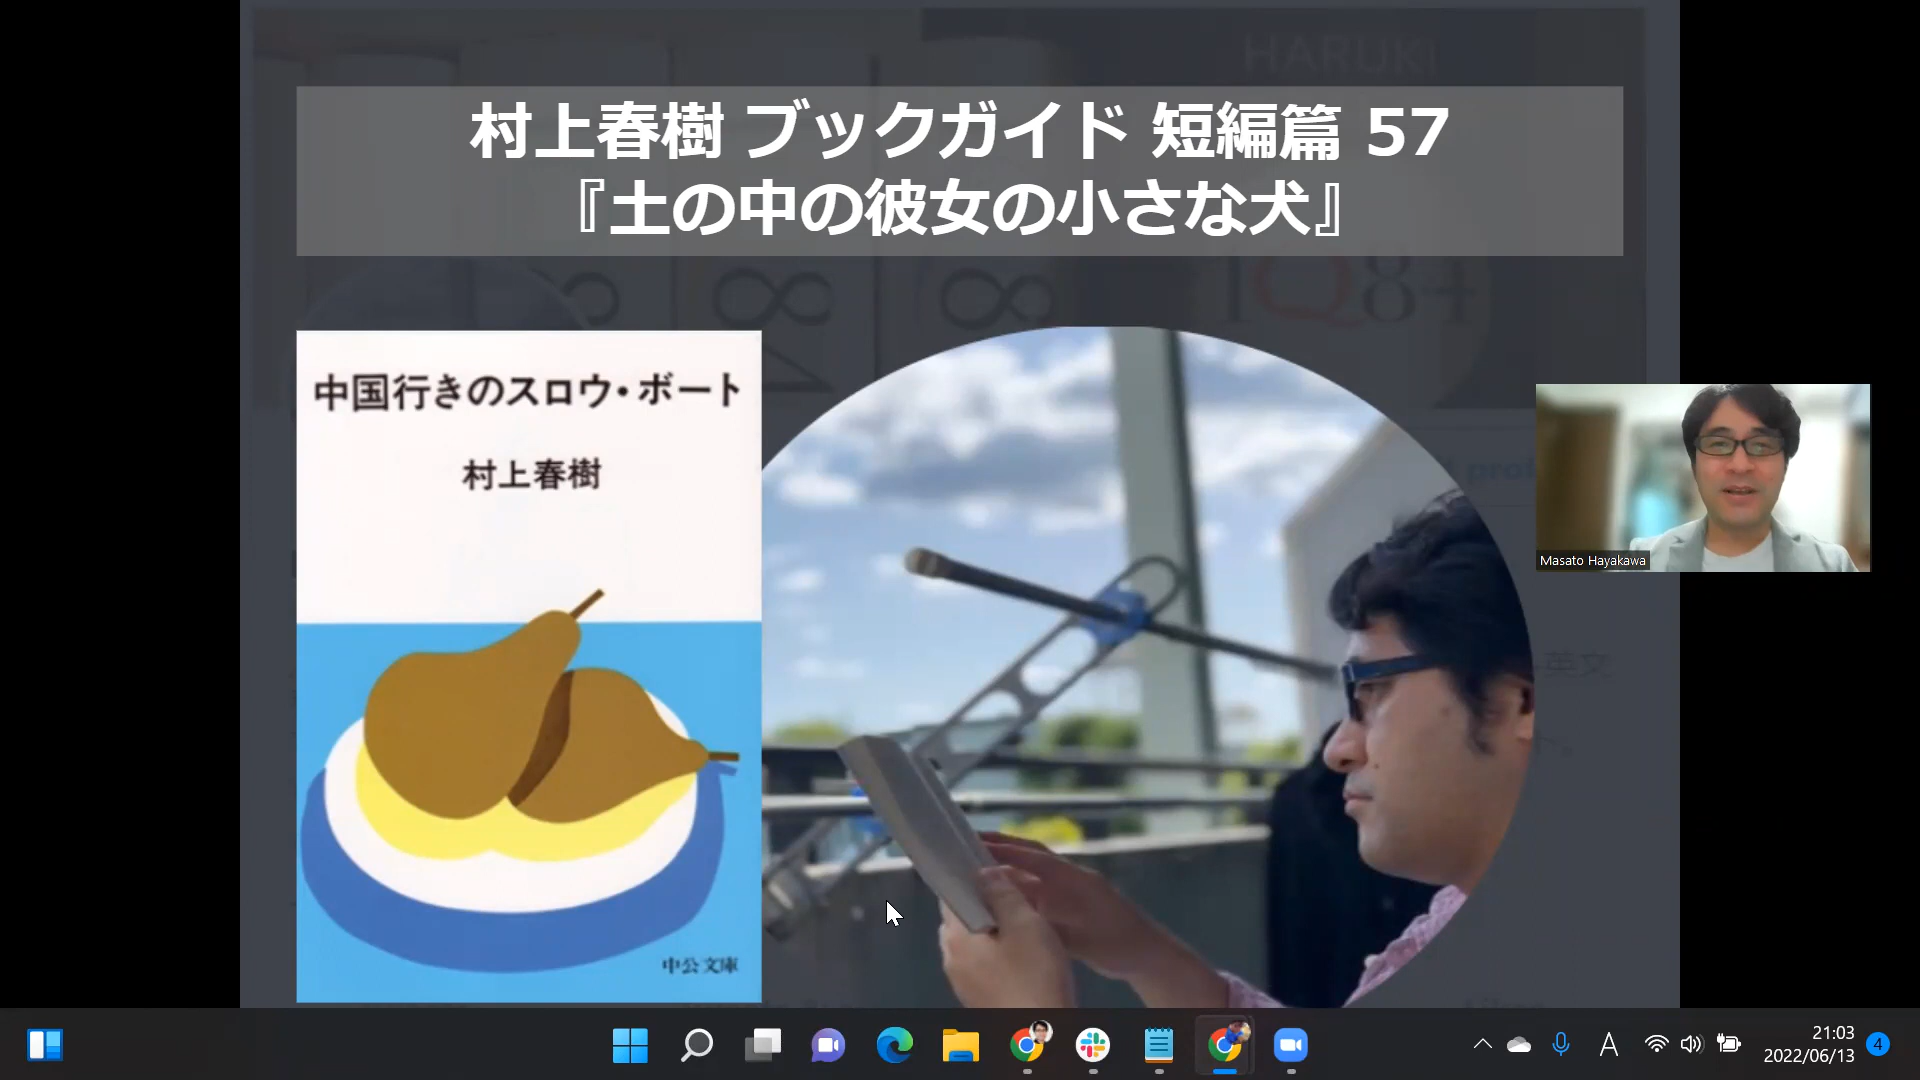 HARUKI
村上春樹 ブックガイド 短編篇 57
『土の中の彼女の小さな犬』
1Q84
中国行きのスロウ・ボート
村上春樹
中公文庫
Masato Hayakawa
A
21:03
2022/06/13
4